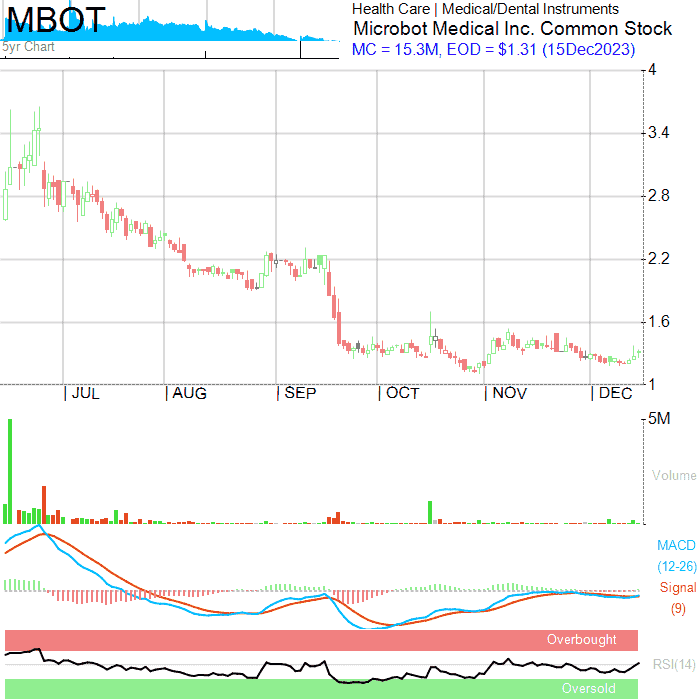 MBOT
5yr Chart
Health Care | Medical/Dental Instruments
Microbot Medical Inc. Common Stock
MC = 15.3M, EOD = $1.31 (15Dec2023)
4
3.4
2.8
2.2
1.6
1
| JUL | AUG | SEP | OCT | NOV | DEC
5M
Volume
MACD
(12-26)
Signal
(9)
Overbought
RSI(14)
Oversold